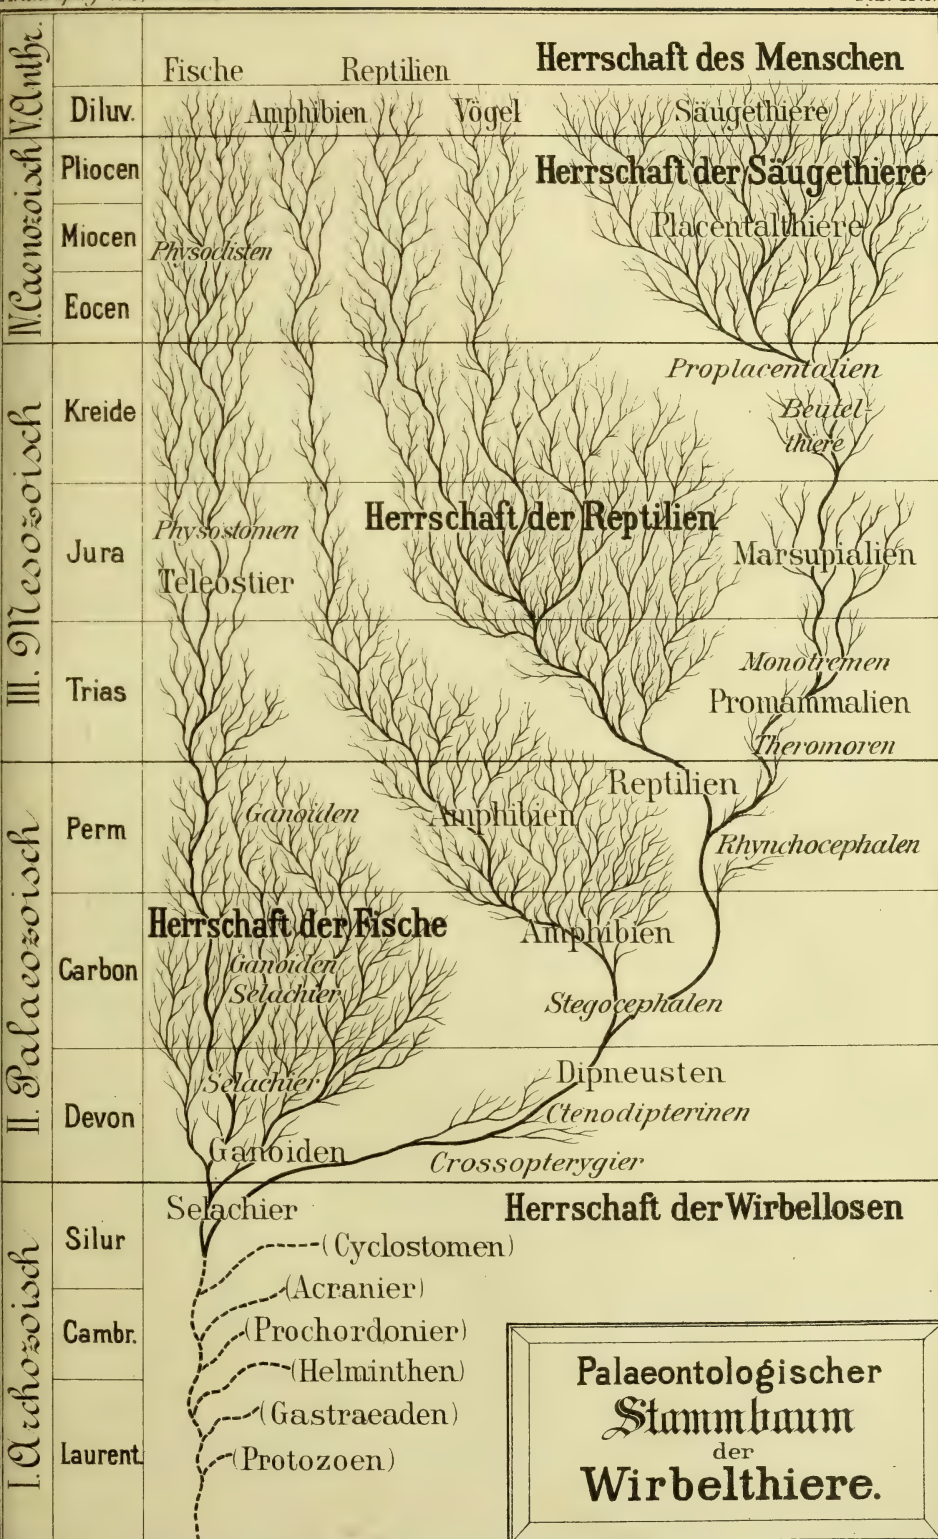 Fische
Reptilien
Herrschaft des Menschen
V. Anthr.
Diluv.
Amphibien
Vögel
Säugethiere
IV. Caenozoisch
Pliocen
Herrschaft der Säugethiere
Placentalthiere
Miocen
Physoclisten
Eocen
III. Mesozoisch
Proplacentalien
Kreide
Beutel-
thiere
Herrschaft der Reptilien
Physostomen
Jura
Marsupialien
Teleostier
Monotremen
Trias
Promammalien
Theromoren
II. Palaeozoisch
Reptilien
Ganoiden
Amphibien
Perm
Rhynchocephalen
Herrschaft der Fische
Amphibien
Carbon
Ganoiden
Selachier
Stegocephalen
Dipneusten
Selachier
Devon
Ctenodipterinen
Ganoiden
Crossopterygier
I. Archozoisch
Selachier
Herrschaft der Wirbellosen
Silur
(Cyclostomen)
(Acranier)
Cambr.
(Prochordonier)
(Helminthen)
(Gastraeaden)
Laurent.
(Protozoen)
Palaeontologischer
Stammbaum
der
Wirbelthiere.